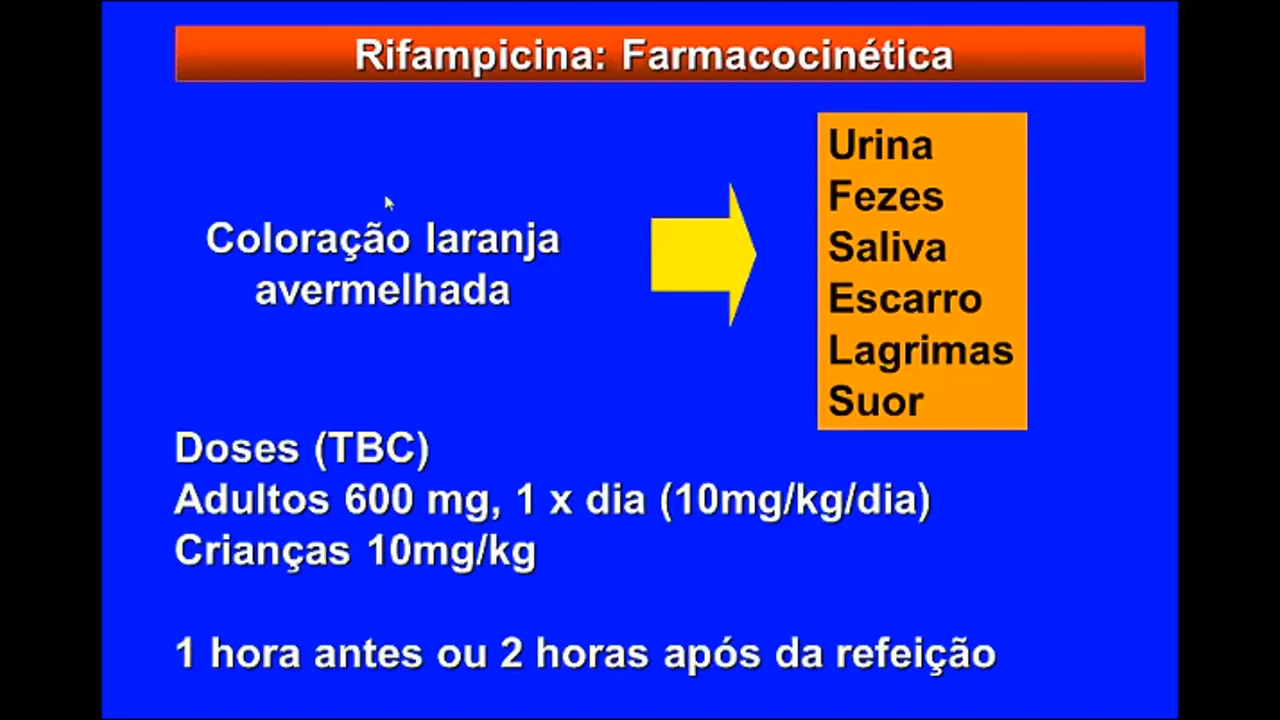 Rifampicina: Farmacocinética
Coloração laranja
avermelhada
Urina
Fezes
Saliva
Escarro
Lagrimas
Suor
Doses (TBC)
Adultos 600 mg, 1 x dia (10mg/kg/dia)
Crianças 10mg/kg
1 hora antes ou 2 horas após da refeição